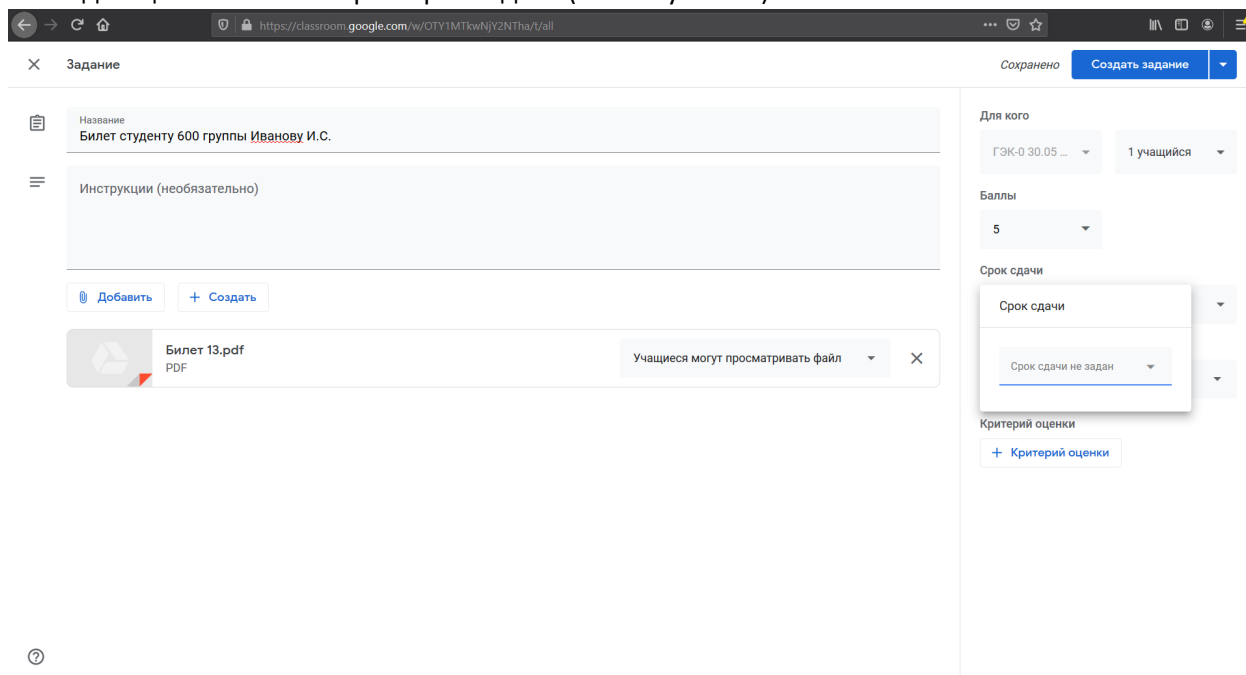 https://classroom.google.com/w/OTY1MTkwNjY2NTha/t/all
Задание
Сохранено
Создать задание
Название
Билет студенту 600 группы Иванову И.С.
Инструкции (необязательно)
Добавить
+ Создать
Билет 13.pdf
PDF
Учащиеся могут просматривать файл
Для кого
ГЭК-0 30.05 ...
1 учащийся
Баллы
5
Срок сдачи
Срок сдачи
Срок сдачи не задан
Критерий оценки
+ Критерий оценки